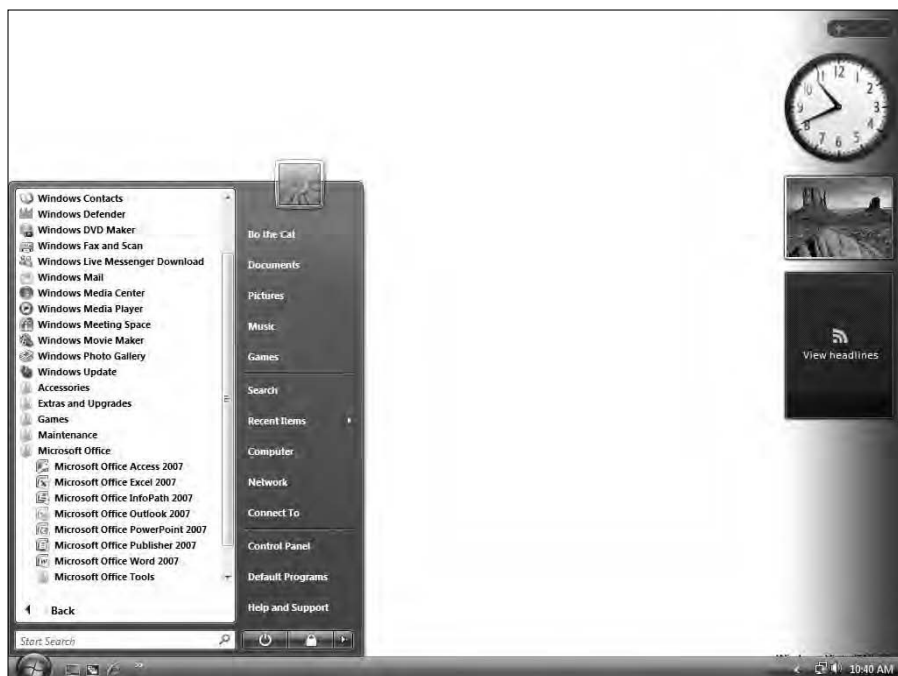 12
11
1
10
2
9
3
8
4
7
6
5
Windows Contacts
Windows Defender
Windows DVD Maker
Windows Fax and Scan
Windows Live Messenger Download
Windows Mail
Windows Media Center
Windows Media Player
Windows Meeting Space
Windows Movie Maker
Windows Photo Gallery
Windows Update
Accessories
Extras and Upgrades
Games
Maintenance
Microsoft Office
Microsoft Office Access 2007
Microsoft Office Excel 2007
Microsoft Office InfoPath 2007
Microsoft Office Outlook 2007
Microsoft Office PowerPoint 2007
Microsoft Office Publisher 2007
Microsoft Office Word 2007
Microsoft Office Tools
Back
Start Search
Bo the Cat
Documents
Pictures
Music
Games
Search
Recent Items
Computer
Network
Connect To
Control Panel
Default Programs
Help and Support
View headlines
10:40 AM